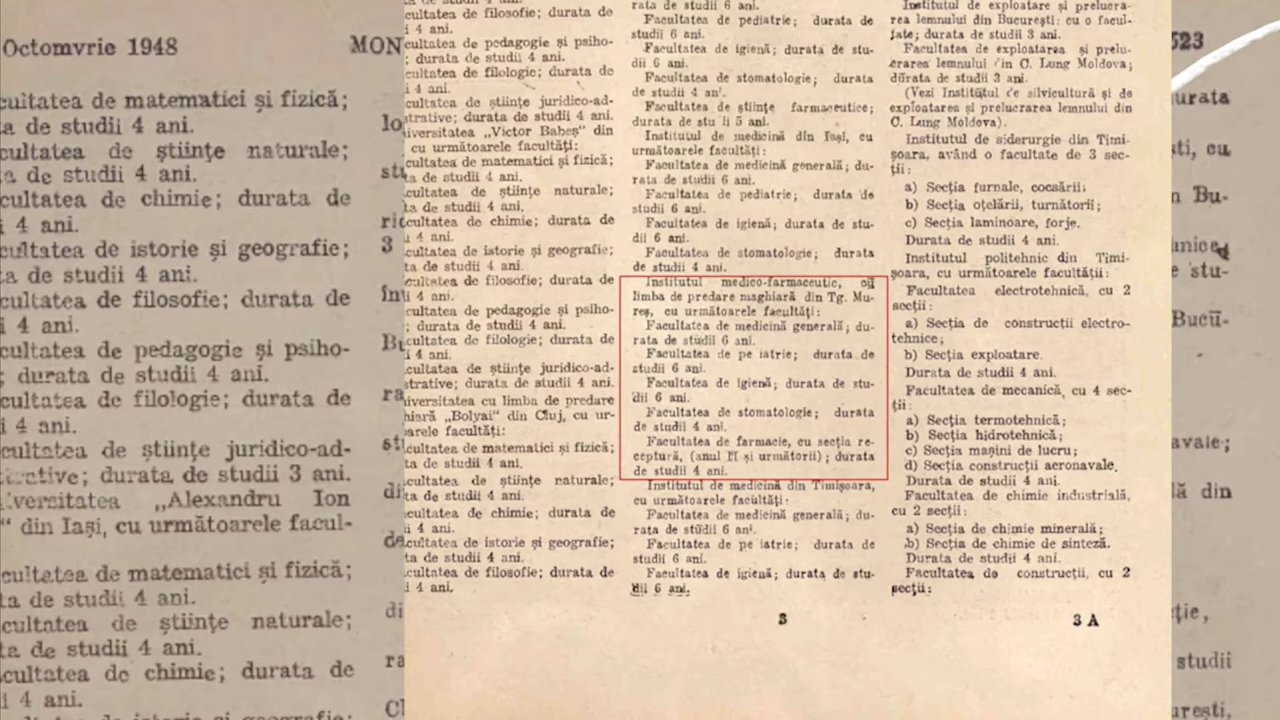 Octomvrie 1948
MON
523
cultatea de matematici și fizică;
ta de studii 4 ani.
cultatea de științe naturale;
ta de studii 4 ani.
cultatea de chimie; durata de
i 4 ani.
cultatea de istorie și geografie;
ta de studii 4 ani.
cultatea de filosofie; durata de
i 4 ani.
cultatea de pedagogie și psiho-
; durata de studii 4 ani.
cultatea de filologie; durata de
i 4 ani.
cultatea de științe juridico-ad-
durata de studii 3 ani.
„Alexandru Ion
“ din Iași, cu următoarele facul-
cultatea de matematici și fizică;
ta de studii 4 ani.
cultatea de științe naturale;
ta de studii 4 ani.
cultatea de chimie; durata de
i 4 ani.
cultatea de filosofie; durata de
i 4 ani.
cultatea de pedagogie și psiho-
; durata de studii 4 ani.
cultatea de filologie; durata de
i 4 ani.
cultatea de științe juridico-ad-
strative; durata de studii 4 ani.
iversitatea „Victor Babeș" din
cu următoarele facultăți:
cultatea de matematici și fizică;
ta de studii 4 ani.
cultatea de științe naturale;
ta de studii 4 ani.
cultatea de chimie; durata de
i 4 ani.
cultatea de istorie și geografie;
ta de studii 4 ani.
cultatea de filosofie; durata de
i 4 ani.
cultatea de pedagogie și psiho-
; durata de studii 4 ani.
cultatea de filologie; durata de
i 4 ani.
cultatea de științe juridico-ad-
strative; durata de studii 4 ani.
iversitatea cu limba de predare
hiară „Bolyai" din Cluj, cu ur-
oarele facultăți:
cultatea de matematici și fizică;
ta de studii 4 ani.
cultatea de științe naturale;
ta de studii 4 ani.
cultatea de chimie; durata de
i 4 ani.
cultatea de istorie și geografie;
ta de studii 4 ani.
cultatea de filosofie; durata de
i 4 ani.
rata de studii 6 ani.
Facultatea de pediatrie; durata de
studii 6 ani.
Facultatea de igienă; durata de stu-
dii 6 ani.
Facultatea de stomatologie; durata
de studii 4 ani.
Facultatea de științe farmaceutice;
durata de stu ii 5 ani.
Institutul de medicină din Iași, cu
următoarele facultăți:
Facultatea de medicină generală; du-
rata de studii 6 ani.
Facultatea de pediatrie; durata de
studii 6 ani.
Facultatea de igienă; durata de stu-
dii 6 ani.
Facultatea de stomatologie; durata
de studii 4 ani.
Institutul medico-farmaceutic, cu
limba de predare maghiară din Tg. Mu-
reș, cu următoarele facultăți:
Facultatea de medicină generală; du-
rata de studii 6 ani.
Facultatea de pe iatrie; durata de
studii 6 ani.
Facultatea de igienă; durata de stu-
dii 6 ani.
Facultatea de stomatologie; durata
de studii 4 ani.
Facultatea de farmacie, cu secția re-
ceptură, (anul II și următorii); durata
de studii 4 ani.
Institutul de medicină din Timișoara,
cu următoarele facultăți:
Facultatea de medicină generală; du-
rata de studii 6 ani.
Facultatea de pe iatrie; durata de
studii 6 ani.
Facultatea de igienă; durata de stu-
dii 6 ani.
3
Institutul de exploatare și prelucra-
rea lemnului din București: cu o facul-
tate; durata de studii 3 ani.
Facultatea de exploatarea și prelu-
crarea lemnului din C. Lung Moldova;
durata de studii 3 ani.
(Vezi Institutul de silvicultură și de
exploatarea și prelucrarea lemnului din
C. Lung Moldova).
Institutul de siderurgie din Timi-
șoara, având o facultate de 3 sec-
ții:
a) Secția furnale, cocsării;
b) Secția oțelării, turnătorii;
c) Secția laminoare, forje.
Durata de studii 4 ani.
Institutul politehnic din Timi-
șoara, cu următoarele facultății:
Facultatea electrotehnică, cu 2
secții:
a) Secția de construcții electro-
tehnice;
b) Secția exploatare.
Durata de studii 4 ani.
Facultatea de mecanică, cu 4 sec-
ții:
a) Secția termotehnică;
b) Secția hidrotehnică;
c) Secția mașini de lucru;
d) Secția construcții aeronavale.
Durata de studii 4 ani.
Facultatea de chimie industrială,
cu 2 secții:
a) Secția de chimie minerală;
b) Secția de chimie de sinteză.
Durata de studii 4 ani.
Facultatea de construcții, cu 2
secții:
3 A